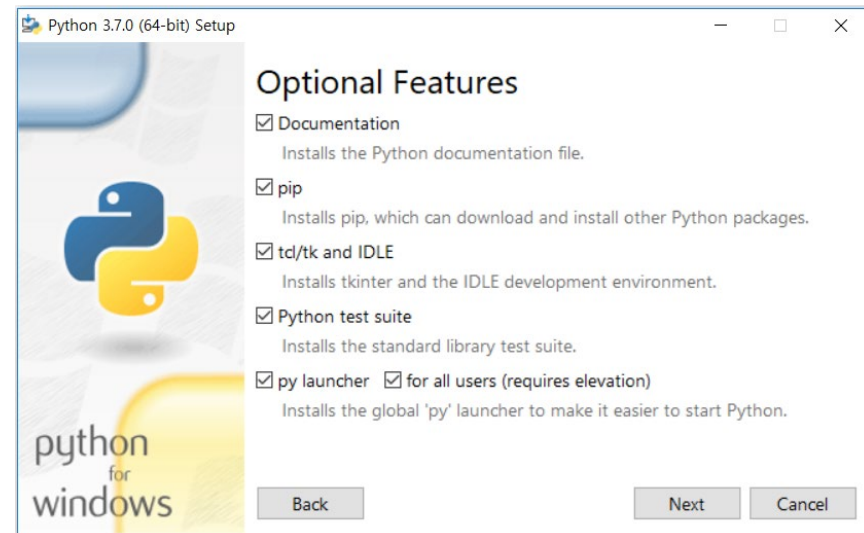 Python 3.7.0 (64-bit) Setup
Optional Features
Documentation
Installs the Python documentation file.
pip
Installs pip, which can download and install other Python packages.
tcl/tk and IDLE
Installs tkinter and the IDLE development environment.
Python test suite
Installs the standard library test suite.
py launcher for all users (requires elevation)
Installs the global 'py' launcher to make it easier to start Python.
python
for
windows
Back Next Cancel